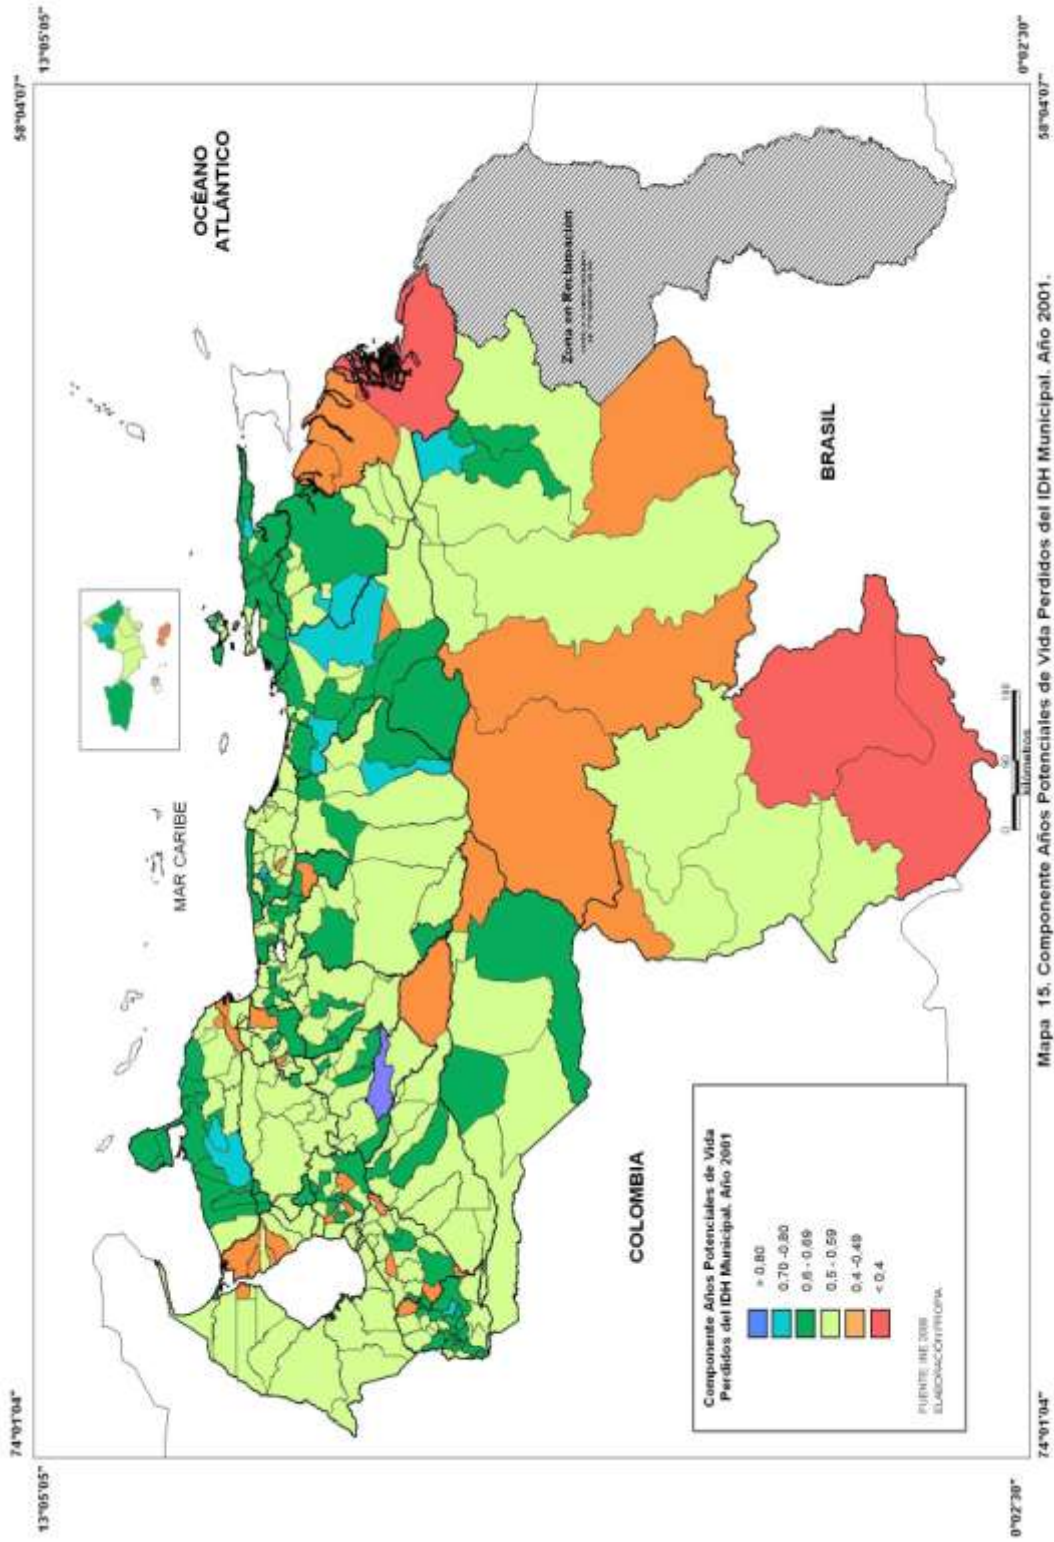 74°01'04"
58°04'07"
13°05'05"
13°05'05"
OCÉANO
ATLÁNTICO
MAR CARIBE
Zona en Reclamación
BRASIL
COLOMBIA
Componente Años Potenciales de Vida
Perdidos del IDH Municipal. Año 2001
> 0.80
0.70 -0.80
0.6 - 0.69
0.5 - 0.59
0.4 -0.49
< 0.4
FUENTE: INE 2008
ELABORACIÓN PROPIA
Kilómetros
0°02'30"
0°02'30"
74°01'04"
58°04'07"
Mapa 15. Componente Años Potenciales de Vida Perdidos del IDH Municipal. Año 2001.